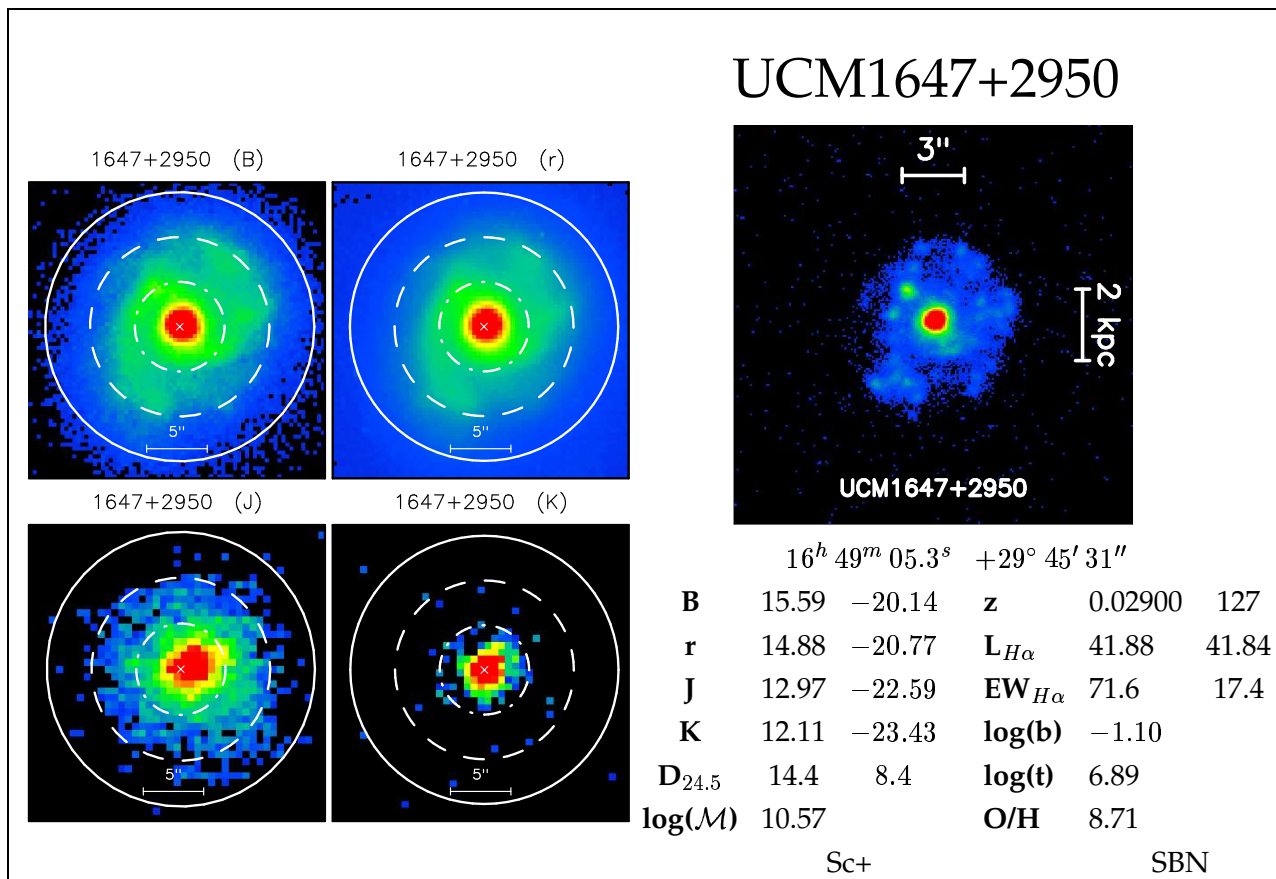 UCM1647+2950
1647+2950 (B)
1647+2950 (r)
5"
5"
1647+2950 (J)
1647+2950 (K)
5"
5"
3"
2 kpc
UCM1647+2950
16h 49m 05.3s +29° 45′ 31″
B 15.59 −20.14 z 0.02900 127
r 14.88 −20.77 LHα 41.88 41.84
J 12.97 −22.59 EWHα 71.6 17.4
K 12.11 −23.43 log(b) −1.10
D24.5 14.4 8.4 log(t) 6.89
log(M) 10.57 O/H 8.71
Sc+ SBN